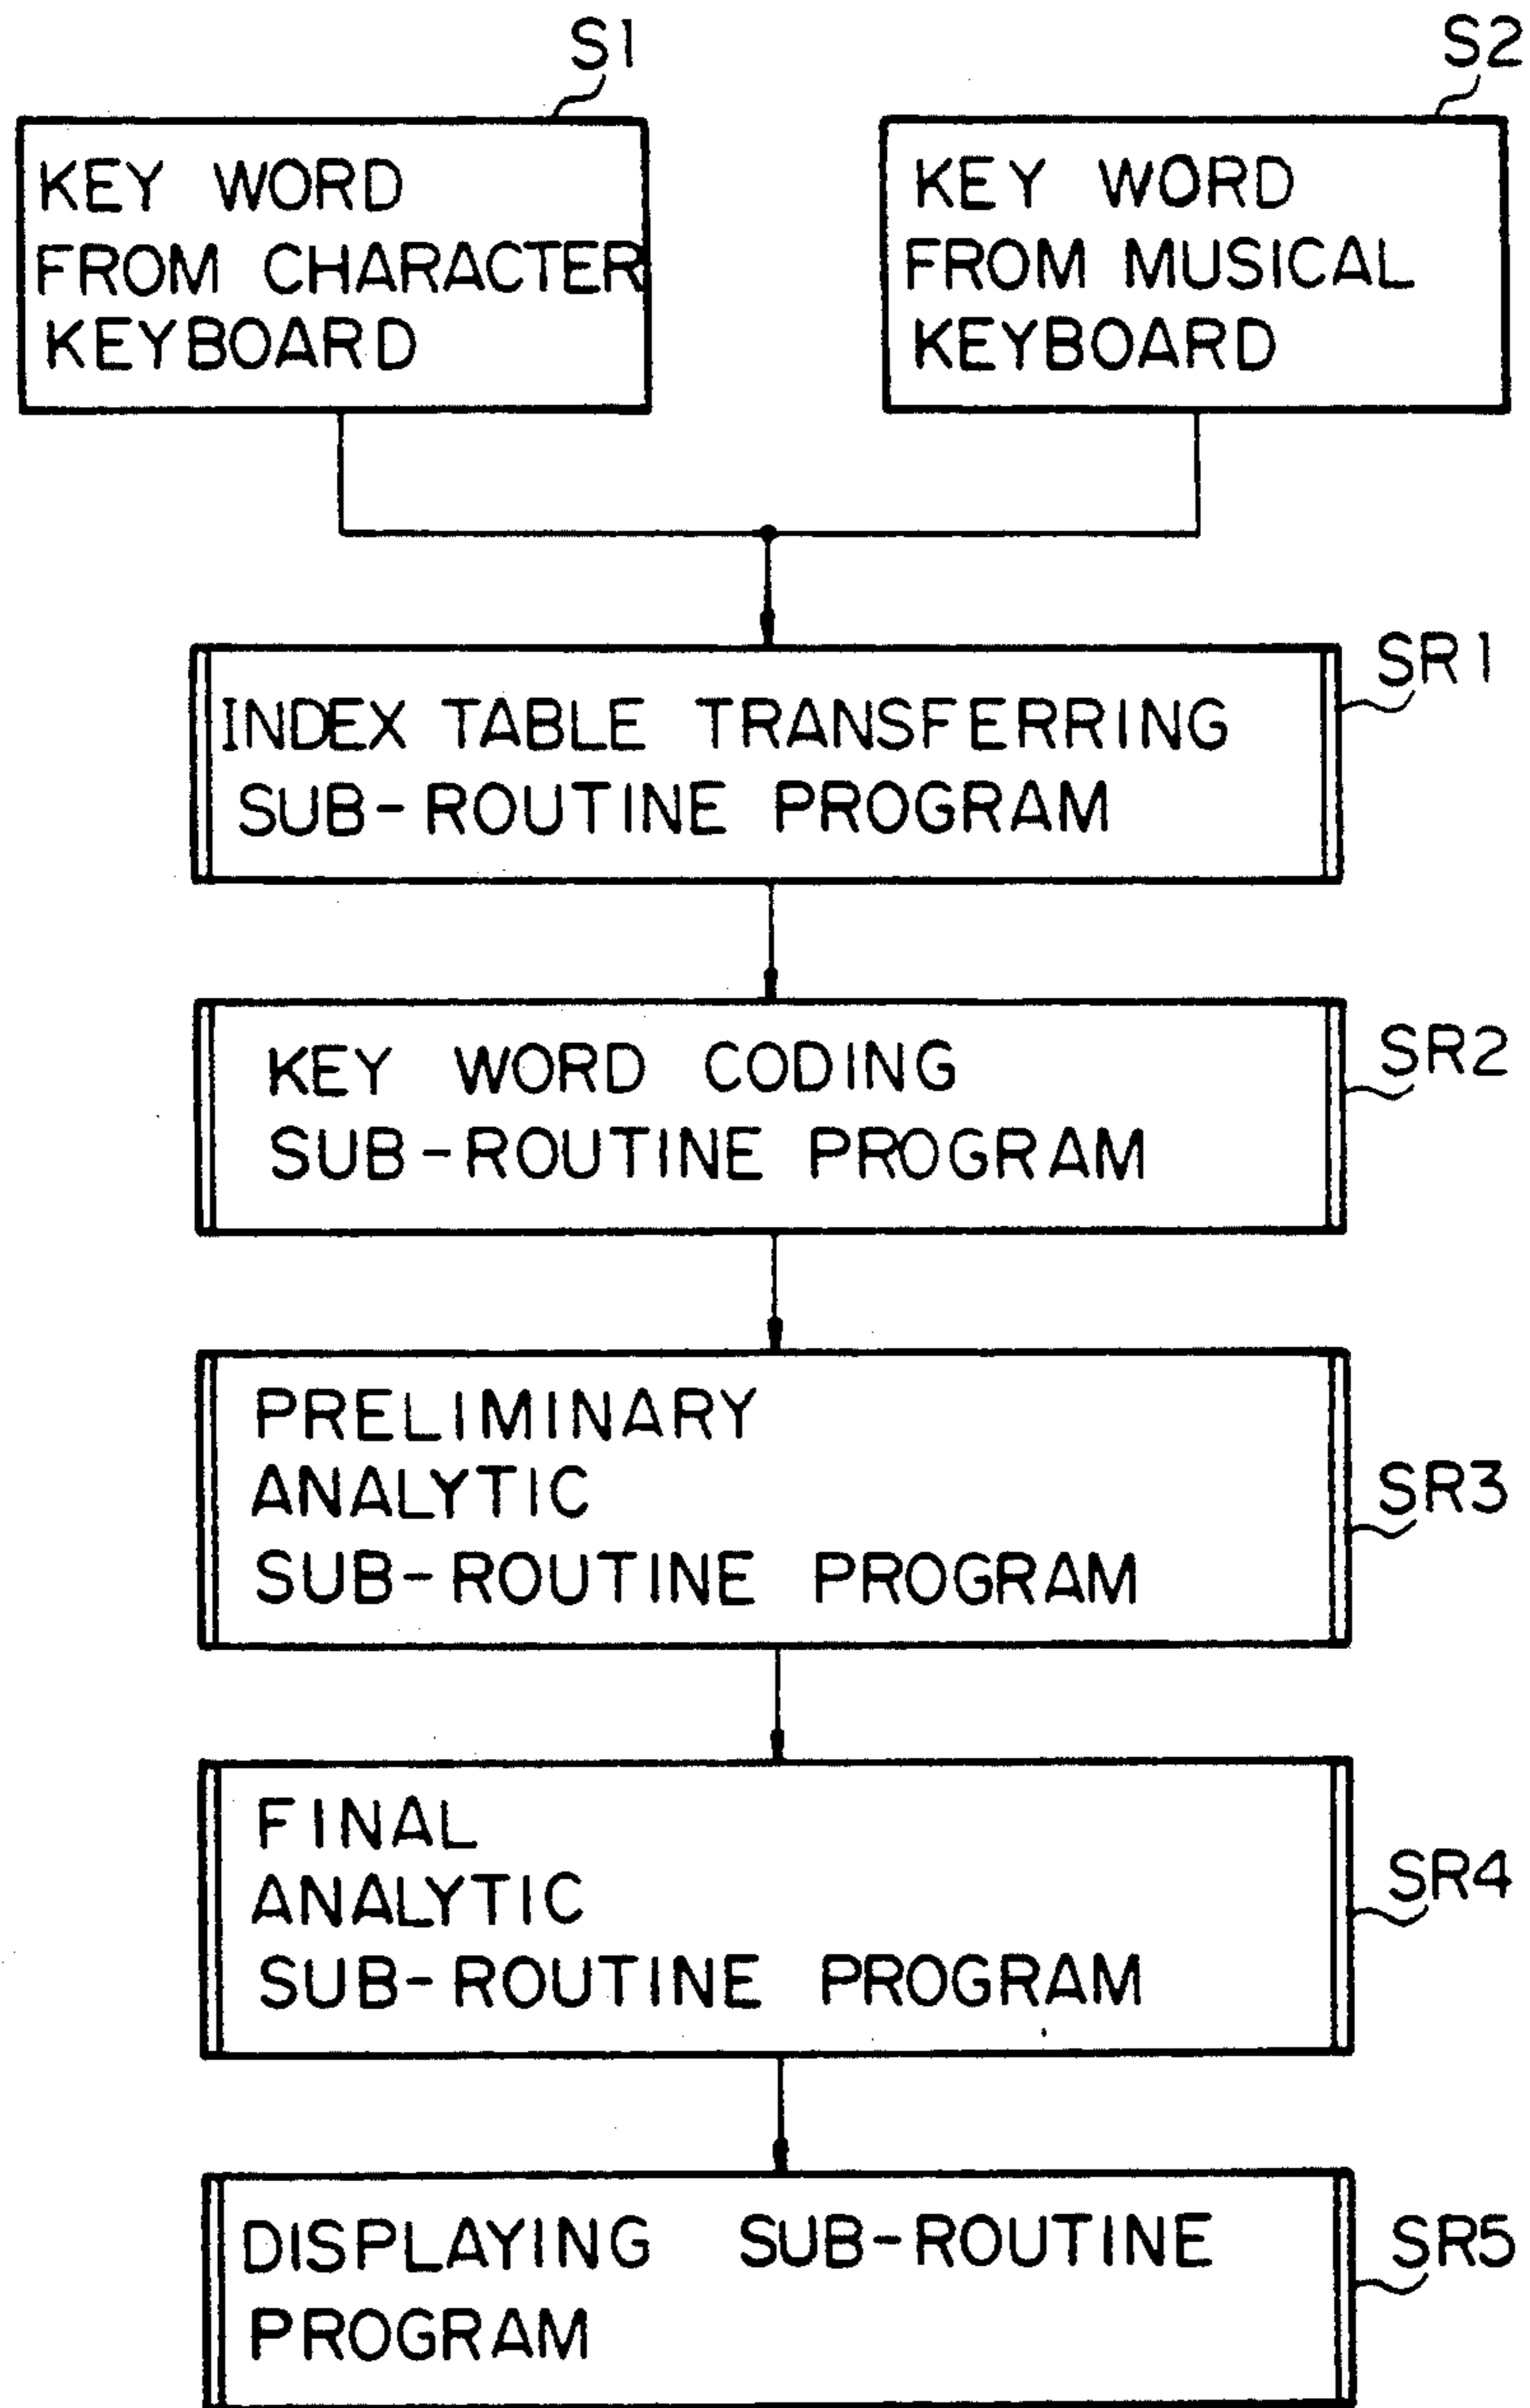 S1
KEY WORD
FROM CHARACTER
KEYBOARD
S2
KEY WORD
FROM MUSICAL
KEYBOARD
SR1
INDEX TABLE TRANSFERRING
SUB-ROUTINE PROGRAM
SR2
KEY WORD CODING
SUB-ROUTINE PROGRAM
SR3
PRELIMINARY
ANALYTIC
SUB-ROUTINE PROGRAM
SR4
FINAL
ANALYTIC
SUB-ROUTINE PROGRAM
SR5
DISPLAYING SUB-ROUTINE
PROGRAM